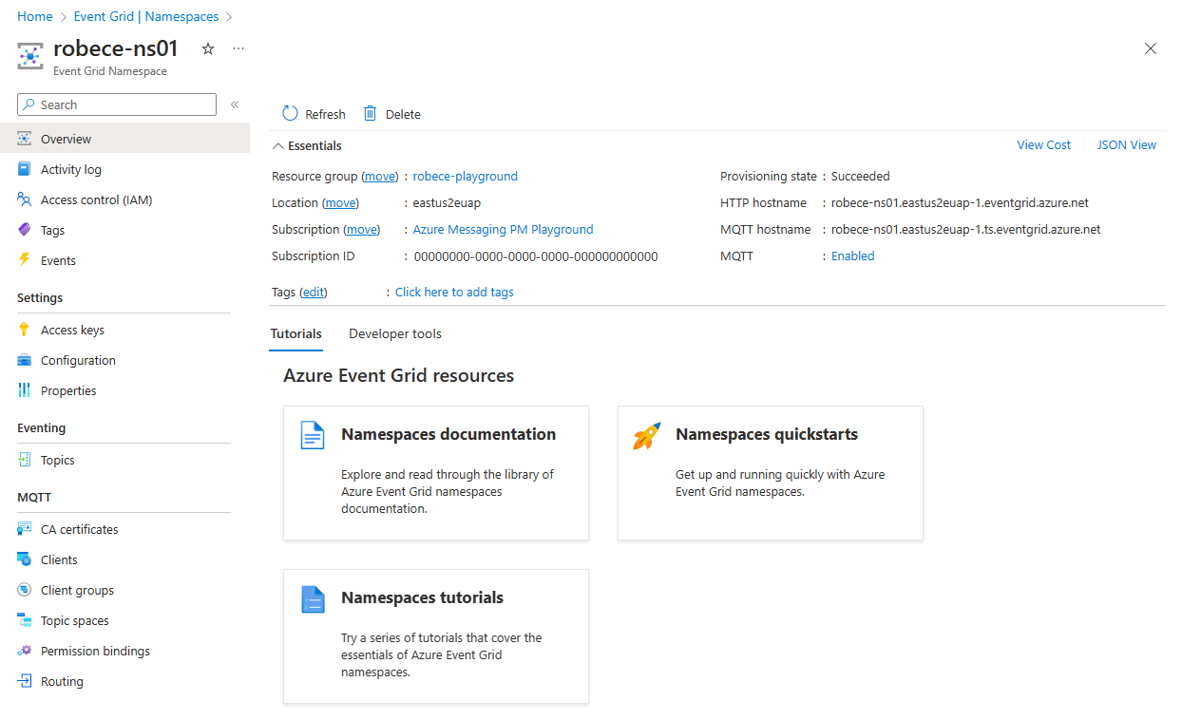 Home > Event Grid | Namespaces >
robece-ns01
Event Grid Namespace
Search
Overview
Activity log
Access control (IAM)
Tags
Events
Settings
Access keys
Configuration
Properties
Eventing
Topics
MQTT
CA certificates
Clients
Client groups
Topic spaces
Permission bindings
Routing
Refresh Delete
Essentials View Cost JSON View
Resource group (move) : robece-playground
Location (move) : eastus2euap
Subscription (move) : Azure Messaging PM Playground
Subscription ID : 00000000-0000-0000-0000-000000000000
Provisioning state : Succeeded
HTTP hostname : robece-ns01.eastus2euap-1.eventgrid.azure.net
MQTT hostname : robece-ns01.eastus2euap-1.ts.eventgrid.azure.net
MQTT : Enabled
Tags (edit) : Click here to add tags
Tutorials Developer tools
Azure Event Grid resources
Namespaces documentation
Explore and read through the library of
Azure Event Grid namespaces
documentation.
Namespaces quickstarts
Get up and running quickly with Azure
Event Grid namespaces.
Namespaces tutorials
Try a series of tutorials that cover the
essentials of Azure Event Grid
namespaces.